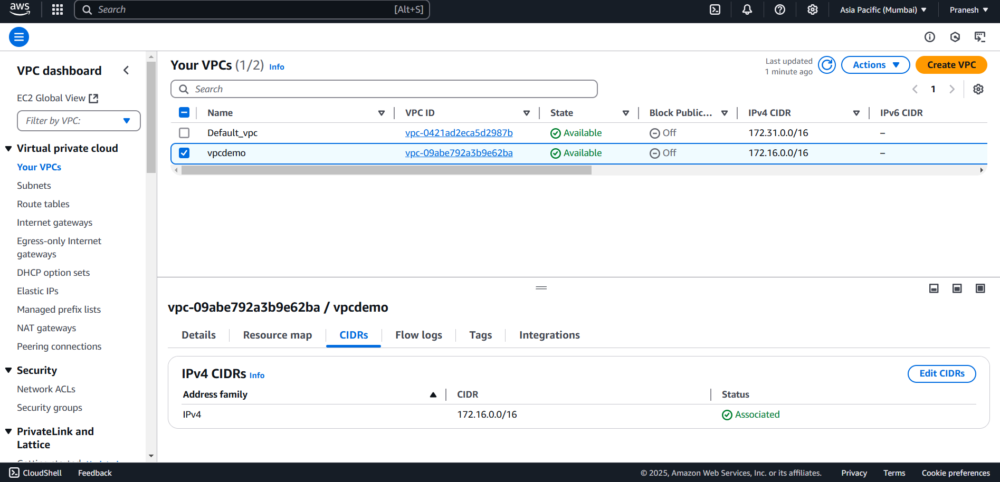 aws Search [Alt+S] Asia Pacific (Mumbai) Pranesh
VPC dashboard
EC2 Global View
Filter by VPC:
Virtual private cloud
Your VPCs
Subnets
Route tables
Internet gateways
Egress-only Internet
gateways
DHCP option sets
Elastic IPs
Managed prefix lists
NAT gateways
Peering connections
Security
Network ACLs
Security groups
PrivateLink and
Lattice
Your VPCs (1/2) Info
Last updated
1 minute ago
Actions
Create VPC
Search
1
Name VPC ID State Block Public... IPv4 CIDR IPv6 CIDR
Default_vpc vpc-0421ad2eca5d2987b Available Off 172.31.0.0/16 –
vpcdemo vpc-09abe792a3b9e62ba Available Off 172.16.0.0/16 –
vpc-09abe792a3b9e62ba / vpcdemo
Details Resource map CIDRs Flow logs Tags Integrations
IPv4 CIDRs Info
Edit CIDRs
Address family CIDR Status
IPv4 172.16.0.0/16 Associated
CloudShell Feedback © 2025, Amazon Web Services, Inc. or its affiliates. Privacy Terms Cookie preferences